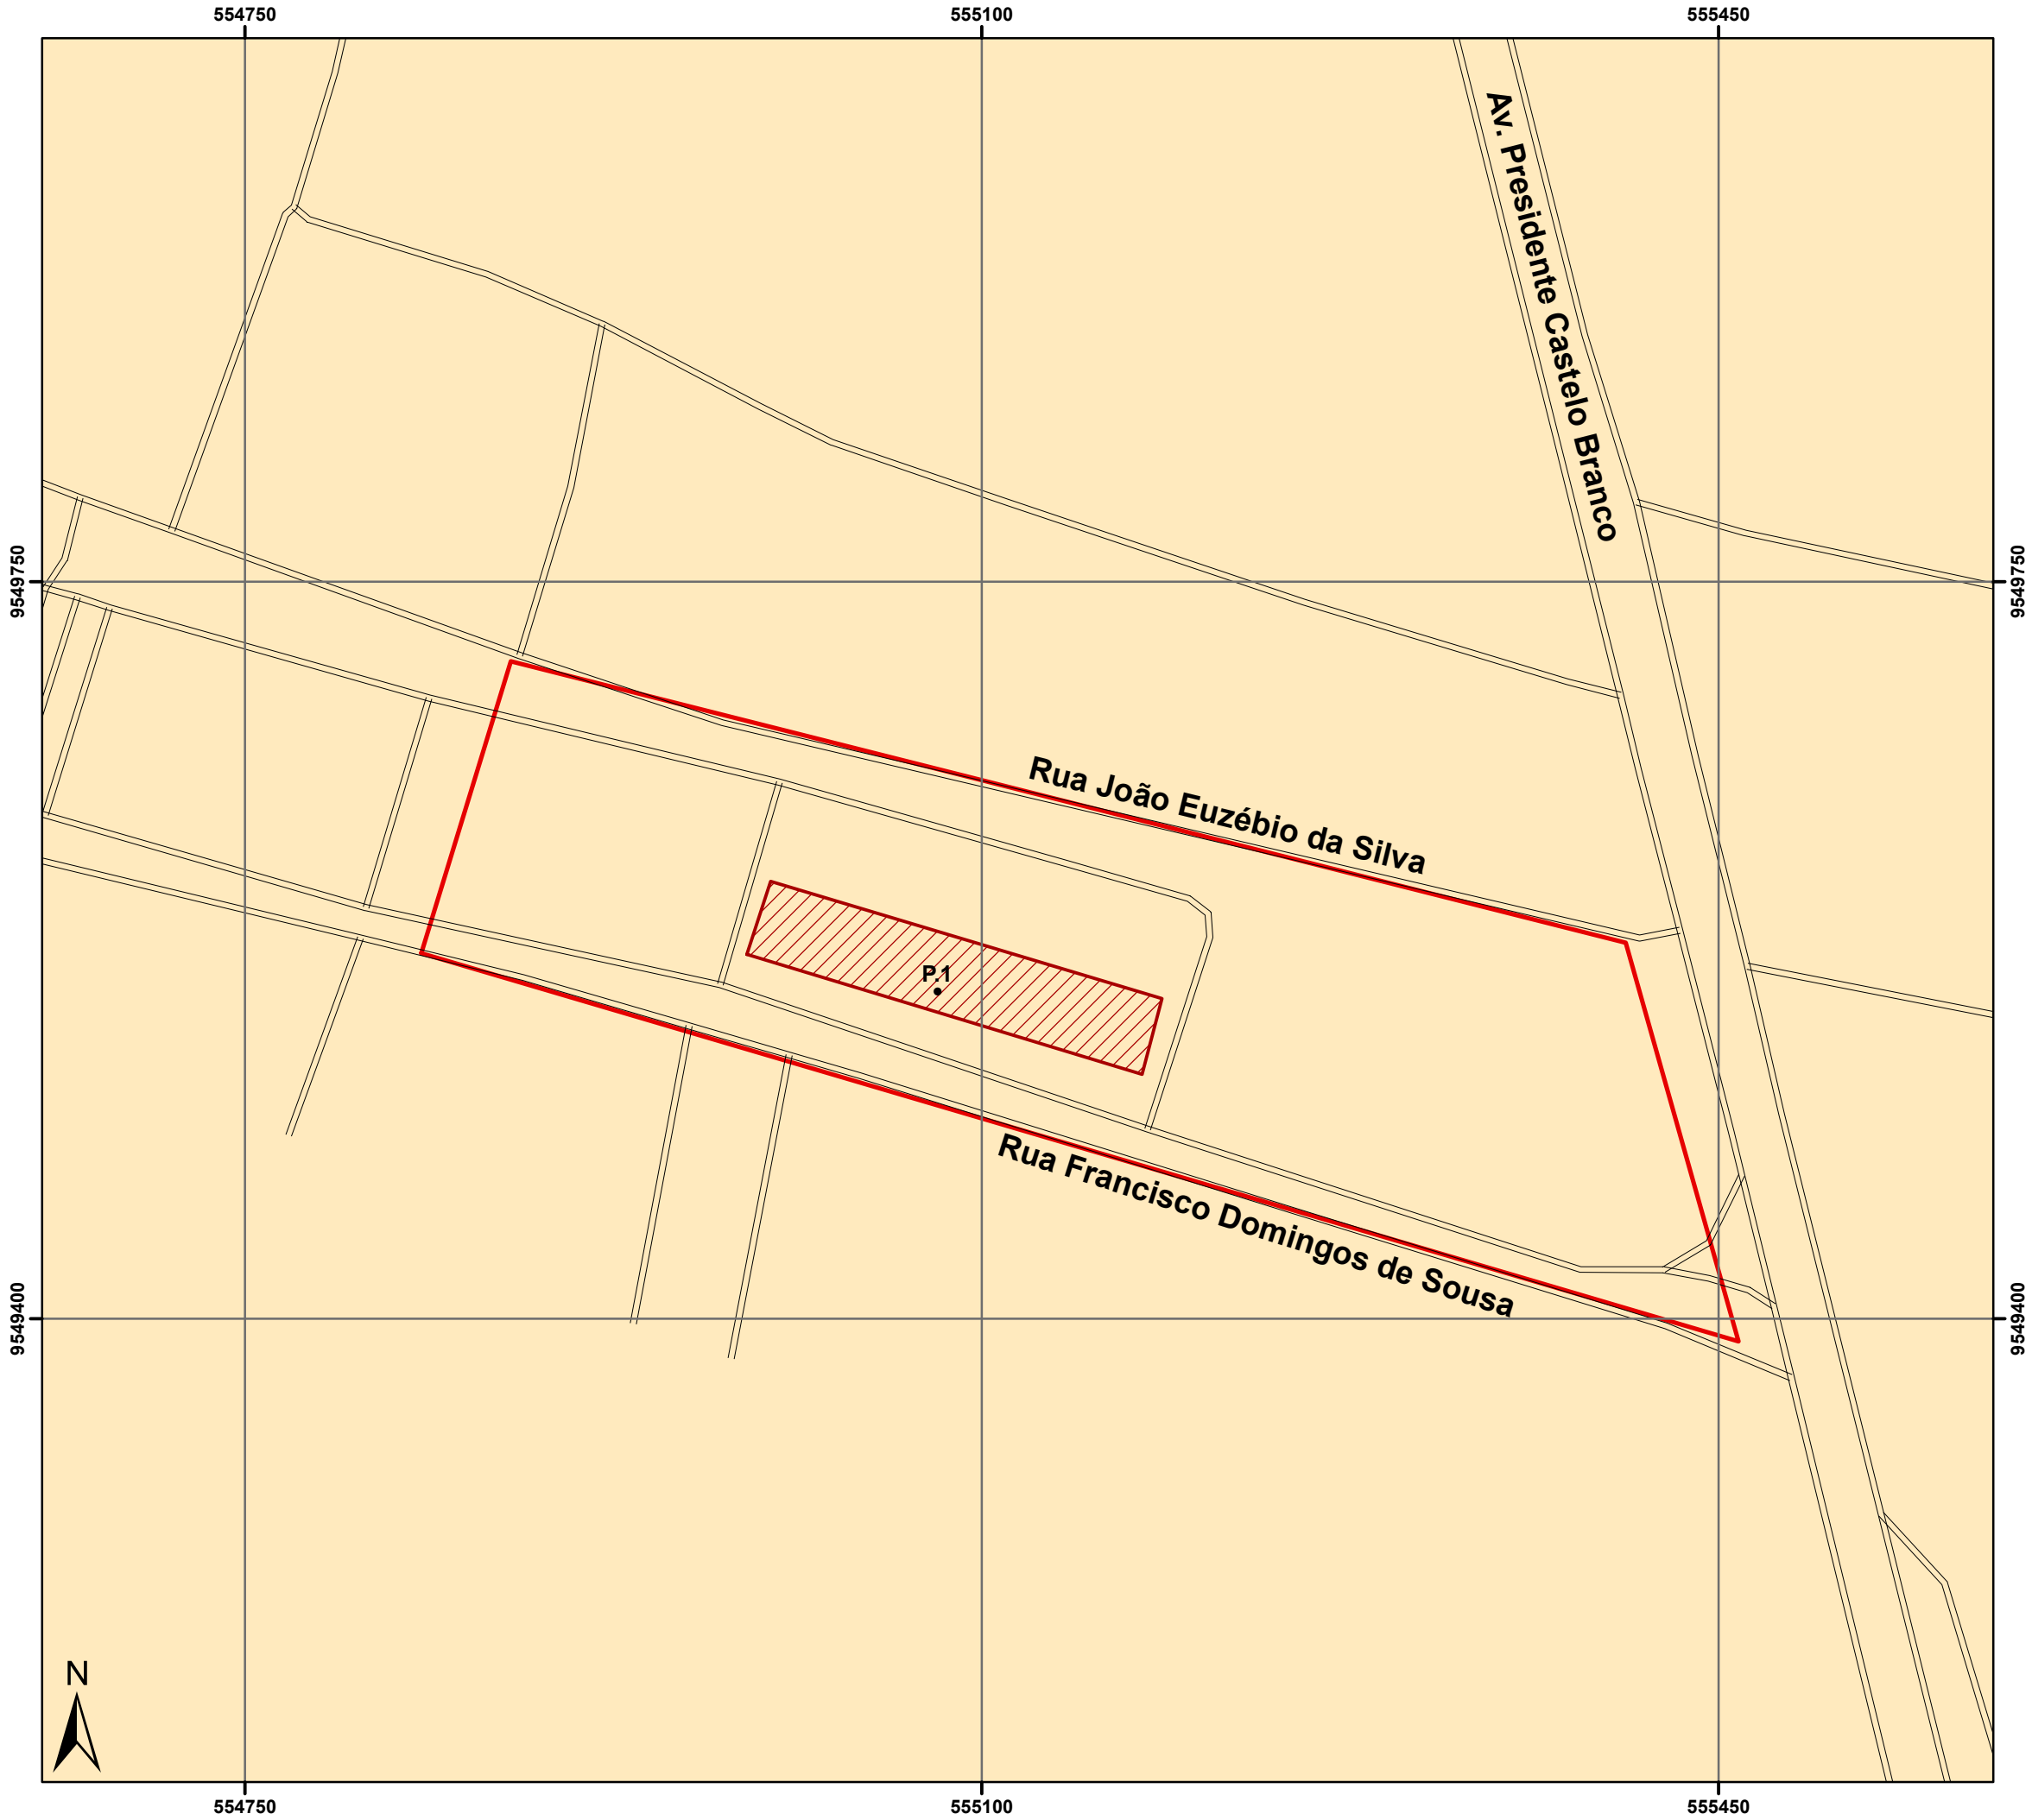 554750
555100
555450
Av. Presidente Castelo Branco
9549750
9549750
Rua João Euzébio da Silva
P.1
Rua Francisco Domingos de Sousa
9549400
9549400
N
554750
555100
555450